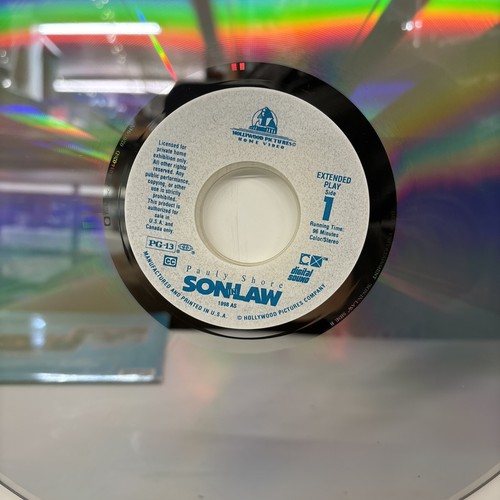 HOLLYWOOD PICTURES
HOME VIDEO
Licensed for
private home
exhibition only.
All other rights
reserved. Any
public performance,
copying, or other
use is strictly
prohibited.
This product is
authorized for
sale in
U.S.A. and
Canada only.
EXTENDED
PLAY
Side
1
Running Time:
96 Minutes
Color/Stereo
PG-13
CC
CX
digital
SOUND
Pauly Shore
SON IN LAW
1998 AS
MANUFACTURED AND PRINTED IN U.S.A. © HOLLYWOOD PICTURES COMPANY